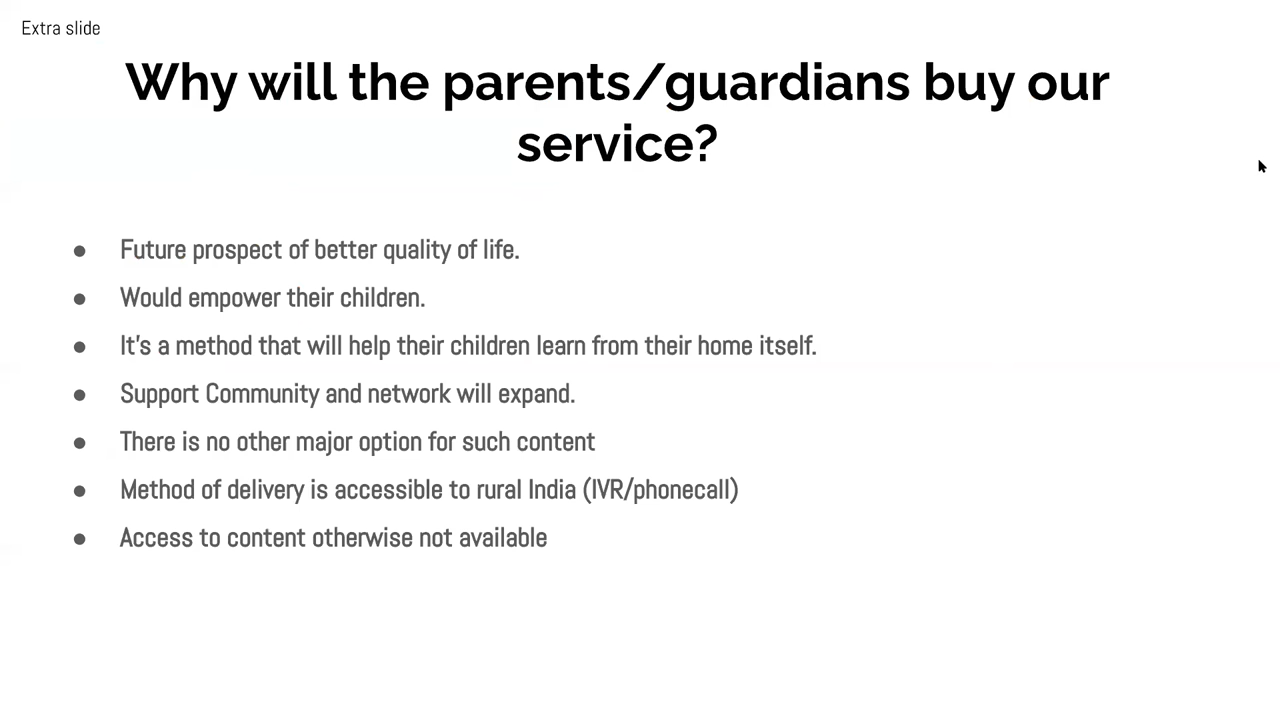 Extra slide
Why will the parents/guardians buy our
service?
● Future prospect of better quality of life.
● Would empower their children.
● It's a method that will help their children learn from their home itself.
● Support Community and network will expand.
● There is no other major option for such content
● Method of delivery is accessible to rural India (IVR/phonecall)
● Access to content otherwise not available